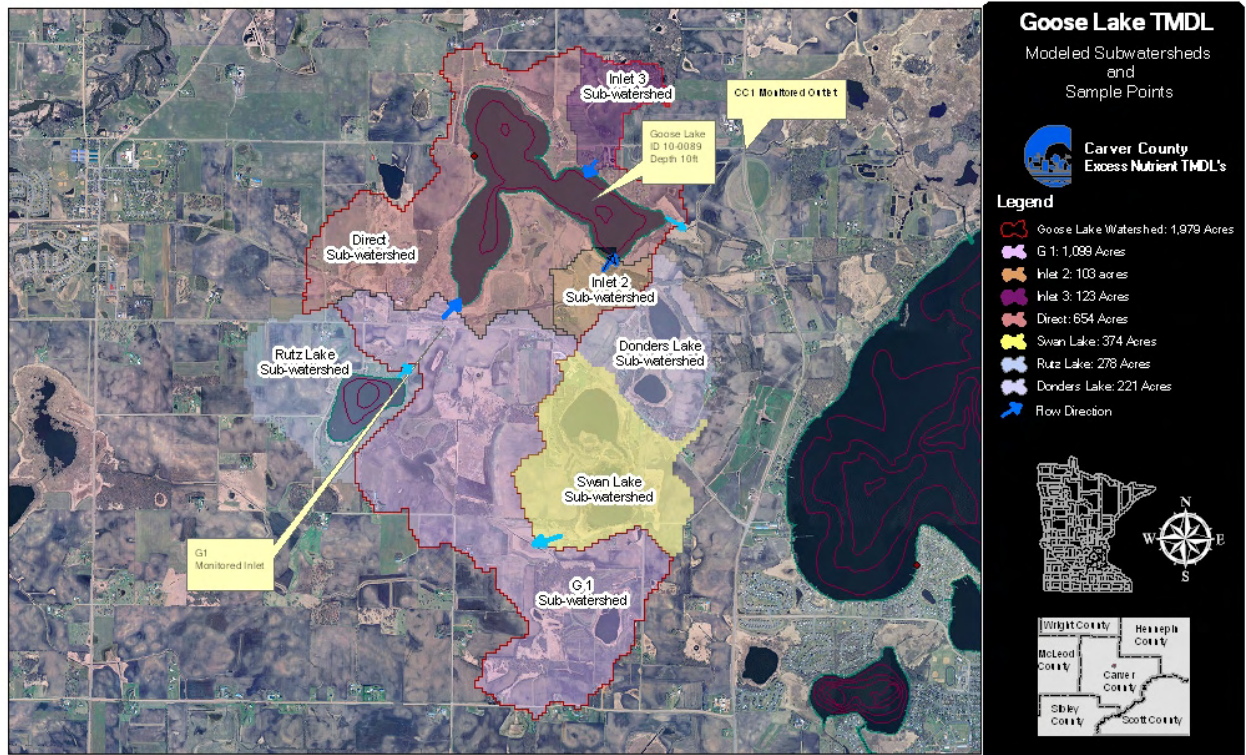 Goose Lake TMDL
Modeled Subwatersheds
and
Sample Points
Carver County
Excess Nutrient TMDL's
Legend
Goose Lake Watershed: 1,979 Acres
G 1: 1,099 Acres
Inlet 2: 103 acres
Inlet 3: 123 Acres
Direct: 654 Acres
Swan Lake: 374 Acres
Rutz Lake: 278 Acres
Donders Lake: 221 Acres
Flow Direction
N
W
E
S
Wright County
Hennepin
County
McLeod
County
Carver
County
Sibley
County
Scott County
Inlet 3
Sub-watershed
CC1 Monitored Outlet
Goose Lake
ID 10-0089
Depth 10ft
Direct
Sub-watershed
Inlet 2
Sub-watershed
Rutz Lake
Sub-watershed
Donders Lake
Sub-watershed
Swan Lake
Sub-watershed
G1
Monitored Inlet
G 1
Sub-watershed